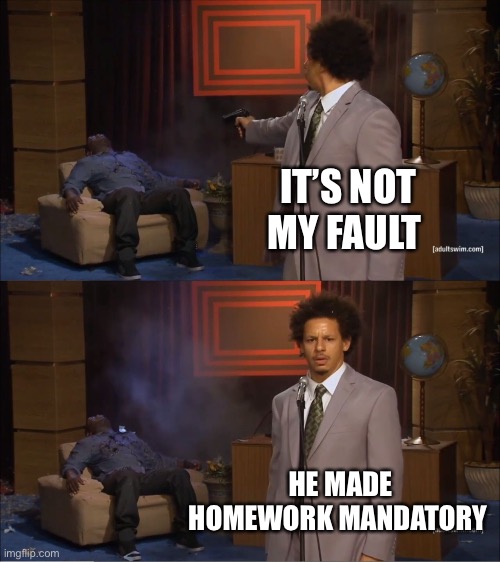 IT’S NOT
MY FAULT
[adultswim.com]
HE MADE
HOMEWORK MANDATORY
imgflip.com